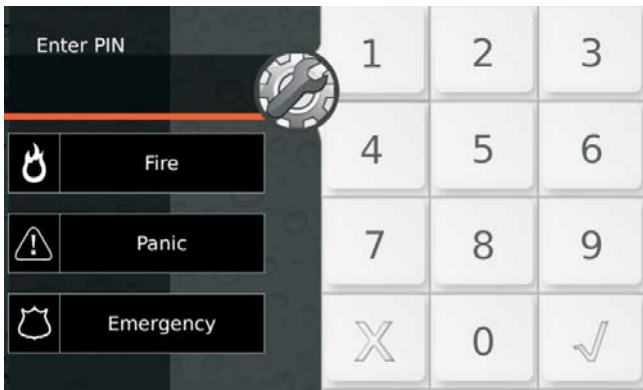 Enter PIN
1 2 3
Fire
4 5 6
Panic
7 8 9
Emergency
X 0 √